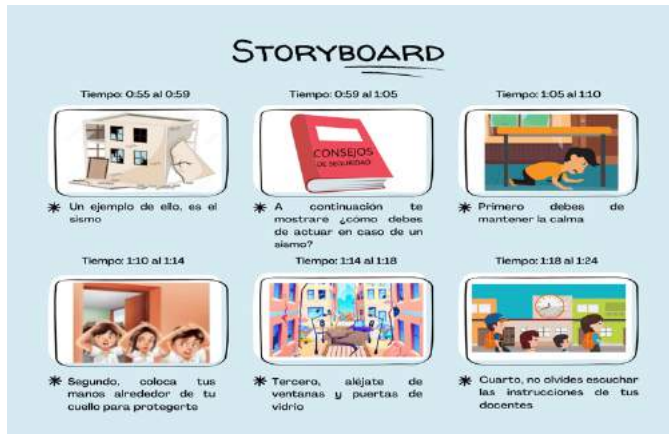 STORYBOARD
Tiempo: 0:55 al 0:59
Un ejemplo de ello, es el
sismo
Tiempo: 0:59 al 1:05
CONSEJOS
DE SEGURIDAD
A continuación te
mostrare ¿cómo debes
de actuar en caso de un
sismo?
Tiempo: 1:05 al 1:10
Primero debes de
mantener la calma
Tiempo: 1:10 al 1:14
Segundo, coloca tus
manos alrededor de tu
cuello para protegerte
Tiempo: 1:14 al 1:18
Tercero, aléjate de
ventanas y puertas de
vidrio
Tiempo: 1:18 al 1:24
Cuarto, no olvides escuchar
las instrucciones de tus
docentes